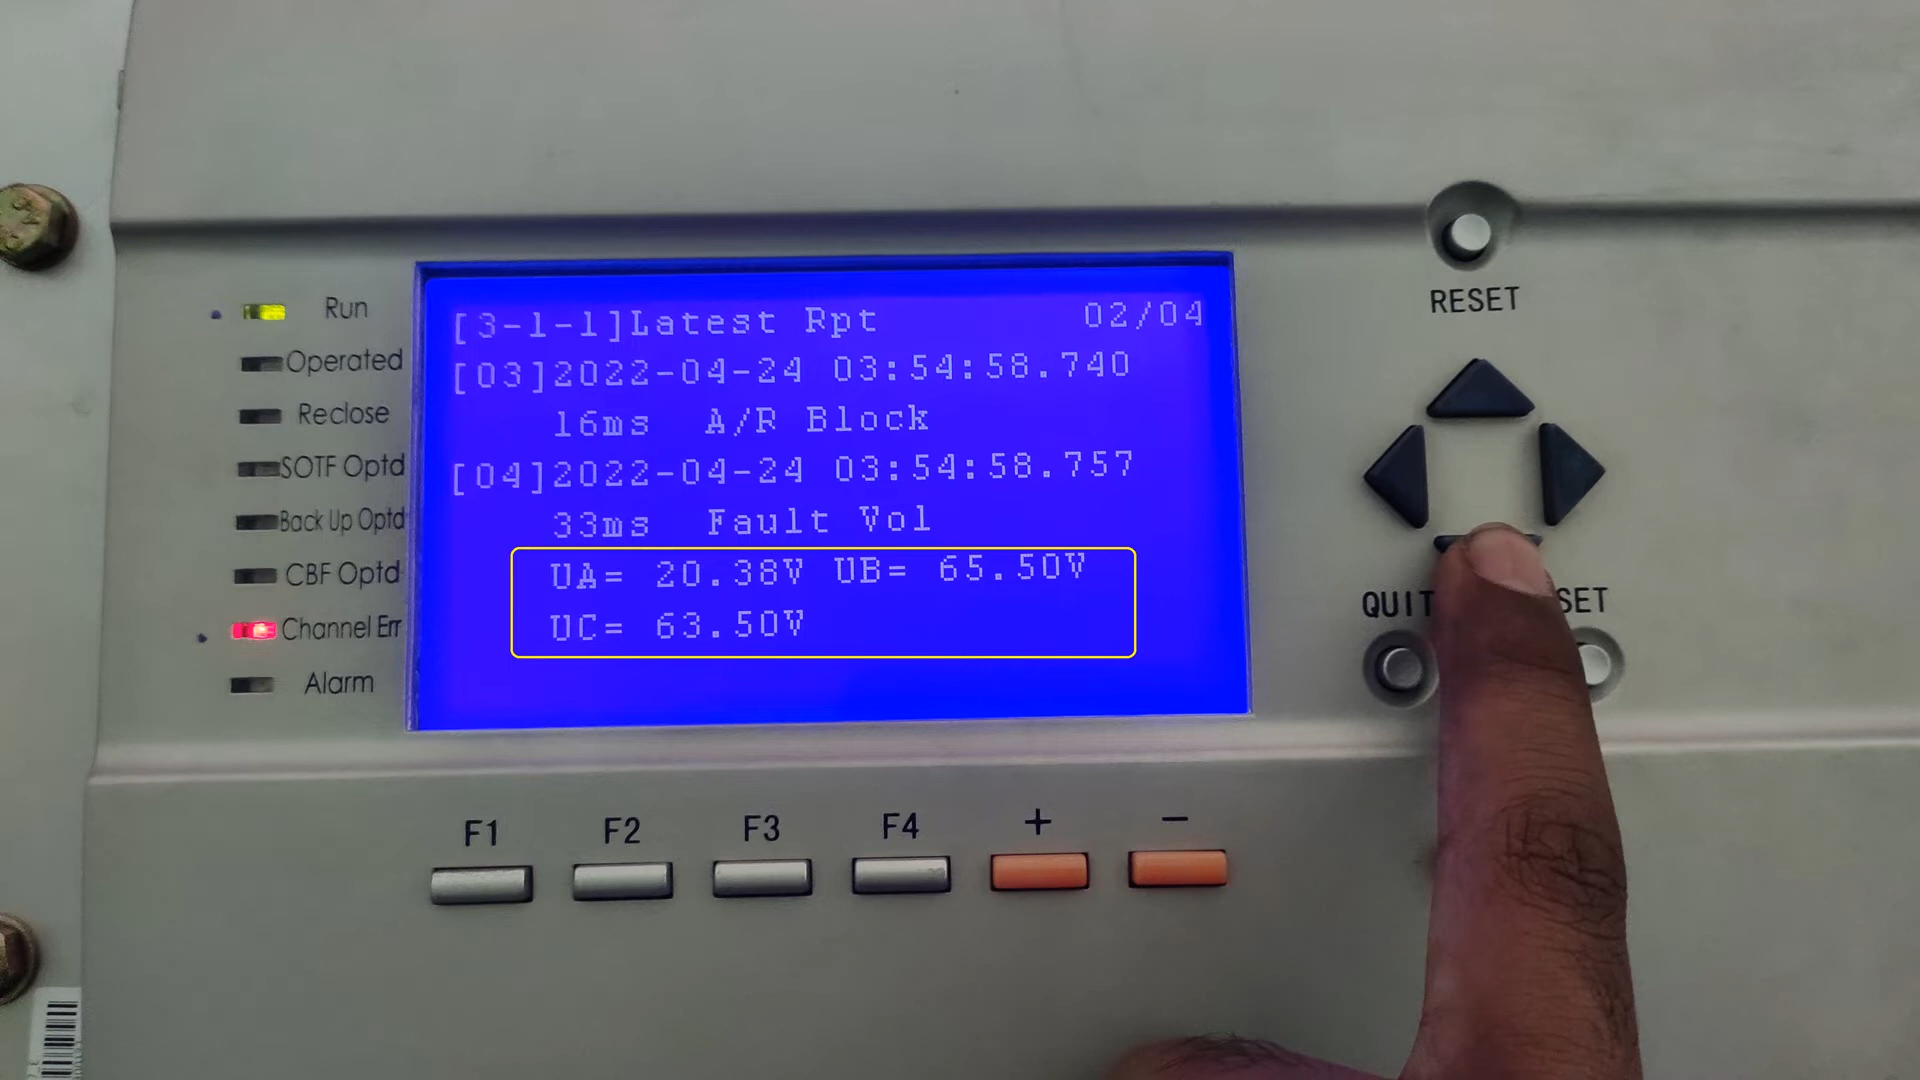 [3-1-1]Latest Rpt 02/04
[03]2022-04-24 03:54:58.740
16ms A/R Block
[04]2022-04-24 03:54:58.757
33ms Fault Vol
UA= 20.38V UB= 65.50V
UC= 63.50V
Run
Operated
Reclose
SOTF Optd
Back Up Optd
CBF Optd
Channel Err
Alarm
RESET
QUIT
SET
F1 F2 F3 F4 + -